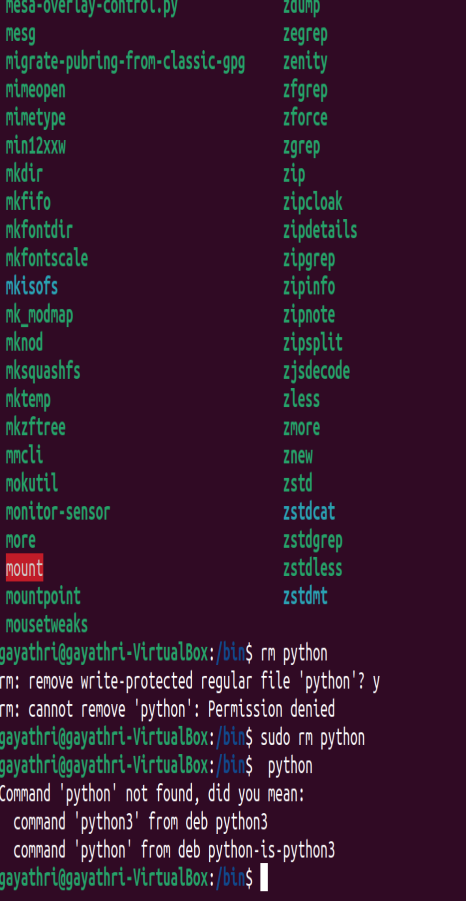 mesa-overlay-control.py zdump
mesg zegrep
migrate-pubring-from-classic-gpg zenity
mimeopen zfgrep
mimetype zforce
min12xxw zgrep
mkdir zip
mkfifo zipcloak
mkfontdir zipdetails
mkfontscale zipgrep
mkisofs zipinfo
mk_modmap zipnote
mknod zipsplit
mksquashfs zjsdecode
mktemp zless
mkzftree zmore
mmcli znew
mokutil zstd
monitor-sensor zstdcat
more zstdgrep
mount zstdless
mountpoint zstdmt
mousetweaks
gayathri@gayathri-VirtualBox:/bin$ rm python
rm: remove write-protected regular file 'python'? y
rm: cannot remove 'python': Permission denied
gayathri@gayathri-VirtualBox:/bin$ sudo rm python
gayathri@gayathri-VirtualBox:/bin$  python
Command 'python' not found, did you mean:
  command 'python3' from deb python3
  command 'python' from deb python-is-python3
gayathri@gayathri-VirtualBox:/bin$